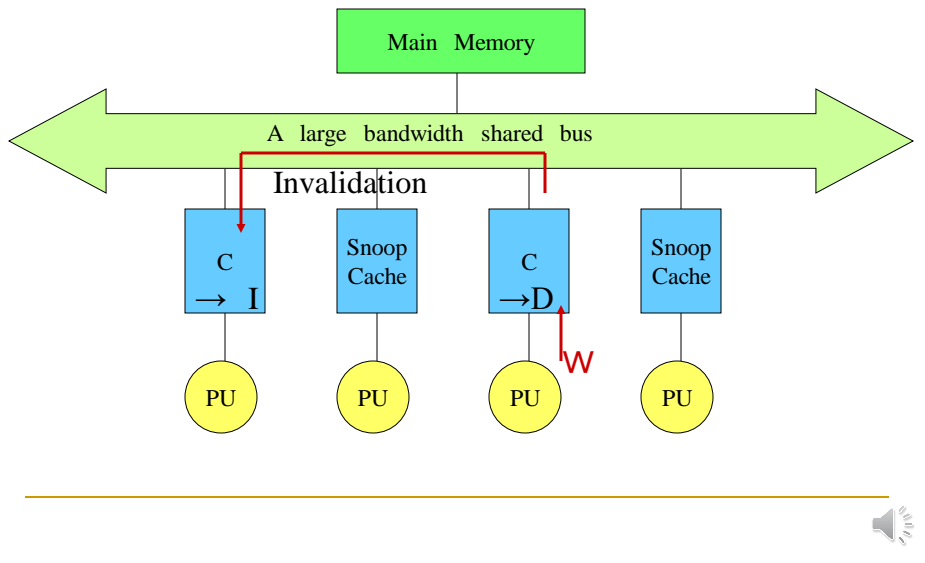 Main Memory
A large bandwidth shared bus
Invalidation
C
→ I
Snoop
Cache
C
→D
Snoop
Cache
W
PU
PU
PU
PU